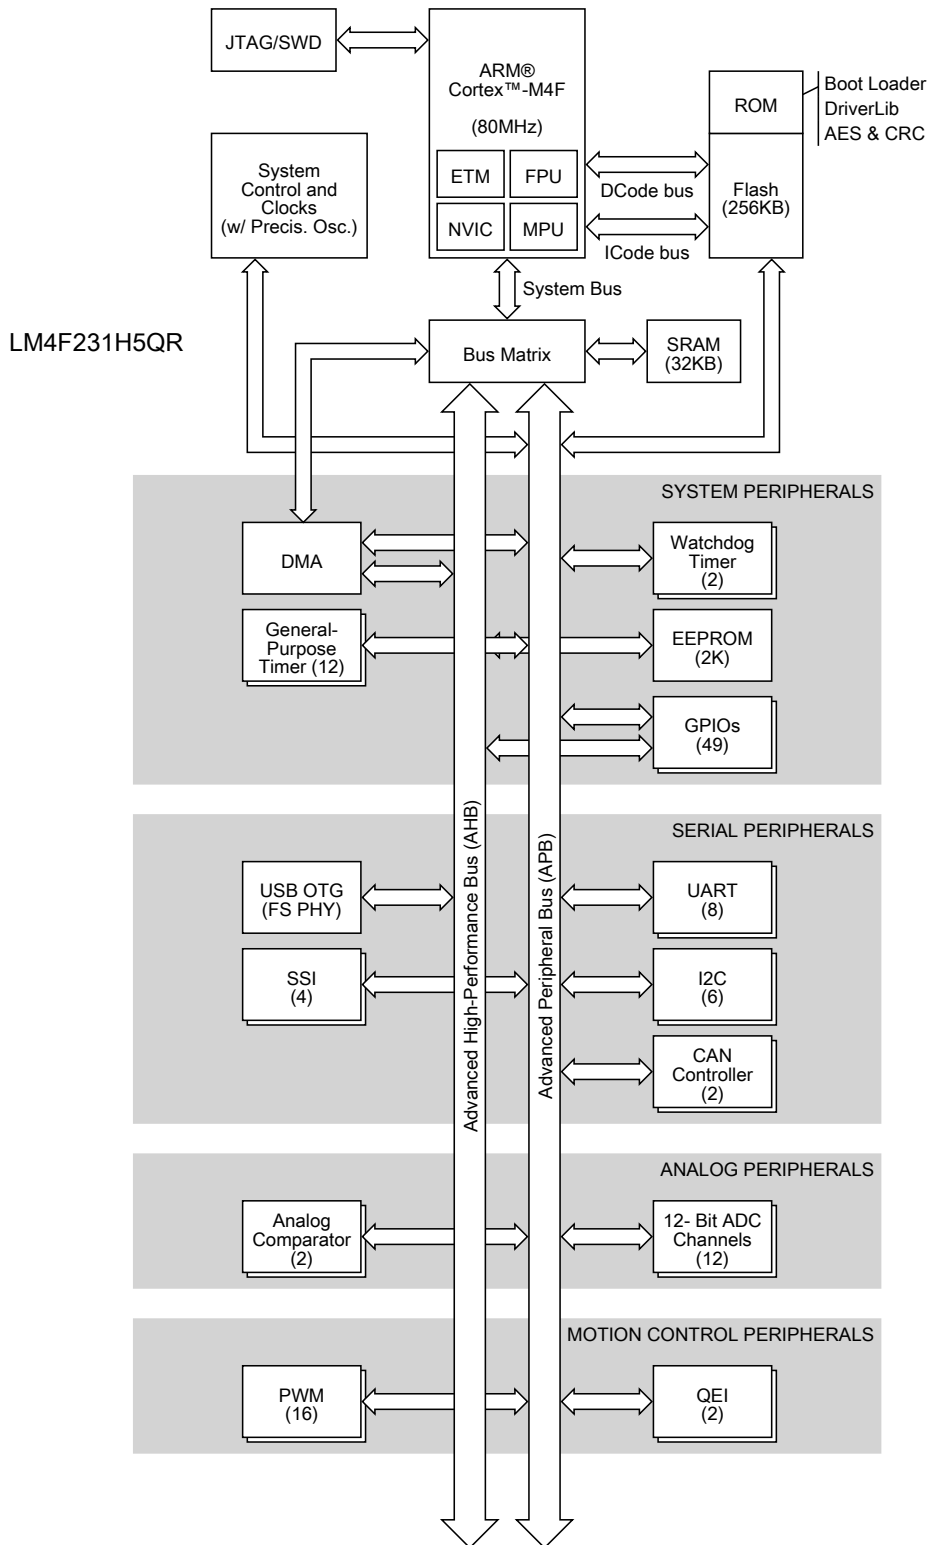 JTAG/SWD
ARM®
Cortex™-M4F
(80MHz)
ETM
FPU
NVIC
MPU
ROM
Boot Loader
DriverLib
AES & CRC
Flash
(256KB)
DCode bus
ICode bus
System
Control and
Clocks
(w/ Precis. Osc.)
System Bus
LM4F231H5QR
Bus Matrix
SRAM
(32KB)
SYSTEM PERIPHERALS
DMA
Watchdog
Timer
(2)
General-
Purpose
Timer (12)
EEPROM
(2K)
GPIOs
(49)
Advanced High-Performance Bus (AHB)
Advanced Peripheral Bus (APB)
SERIAL PERIPHERALS
USB OTG
(FS PHY)
UART
(8)
SSI
(4)
I2C
(6)
CAN
Controller
(2)
ANALOG PERIPHERALS
Analog
Comparator
(2)
12- Bit ADC
Channels
(12)
MOTION CONTROL PERIPHERALS
PWM
(16)
QEI
(2)